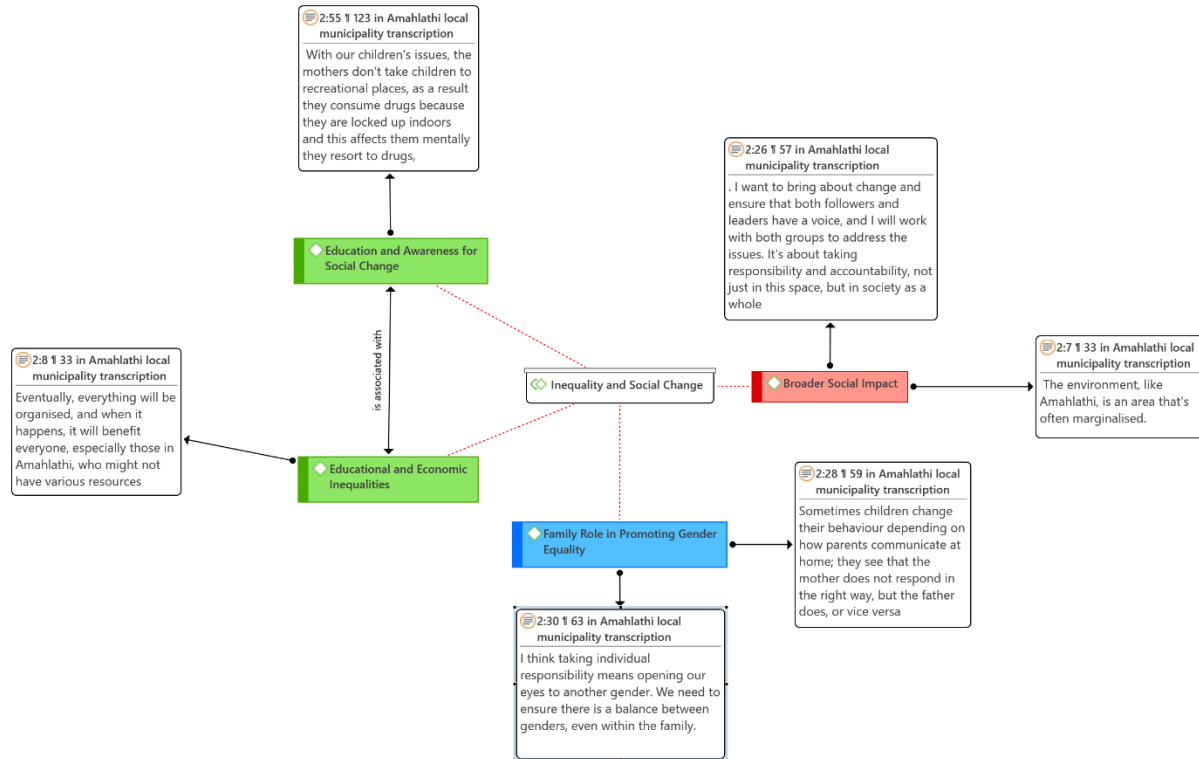 2:55 ¶ 123 in Amahlathi local
municipality transcription
With our children's issues, the
mothers don't take children to
recreational places, as a result
they consume drugs because
they are locked up indoors
and this affects them mentally
they resort to drugs,
2:26 ¶ 57 in Amahlathi local
municipality transcription
. I want to bring about change and
ensure that both followers and
leaders have a voice, and I will work
with both groups to address the
issues. It's about taking
responsibility and accountability, not
just in this space, but in society as a
whole
Education and Awareness for
Social Change
is associated with
2:8 ¶ 33 in Amahlathi local
municipality transcription
Eventually, everything will be
organised, and when it
happens, it will benefit
everyone, especially those in
Amahlathi, who might not
have various resources
Inequality and Social Change
Broader Social Impact
2:7 ¶ 33 in Amahlathi local
municipality transcription
The environment, like
Amahlathi, is an area that's
often marginalised.
Educational and Economic
Inequalities
2:28 ¶ 59 in Amahlathi local
municipality transcription
Sometimes children change
their behaviour depending on
how parents communicate at
home; they see that the
mother does not respond in
the right way, but the father
does, or vice versa
Family Role in Promoting Gender
Equality
2:30 ¶ 63 in Amahlathi local
municipality transcription
I think taking individual
responsibility means opening our
eyes to another gender. We need to
ensure there is a balance between
genders, even within the family.